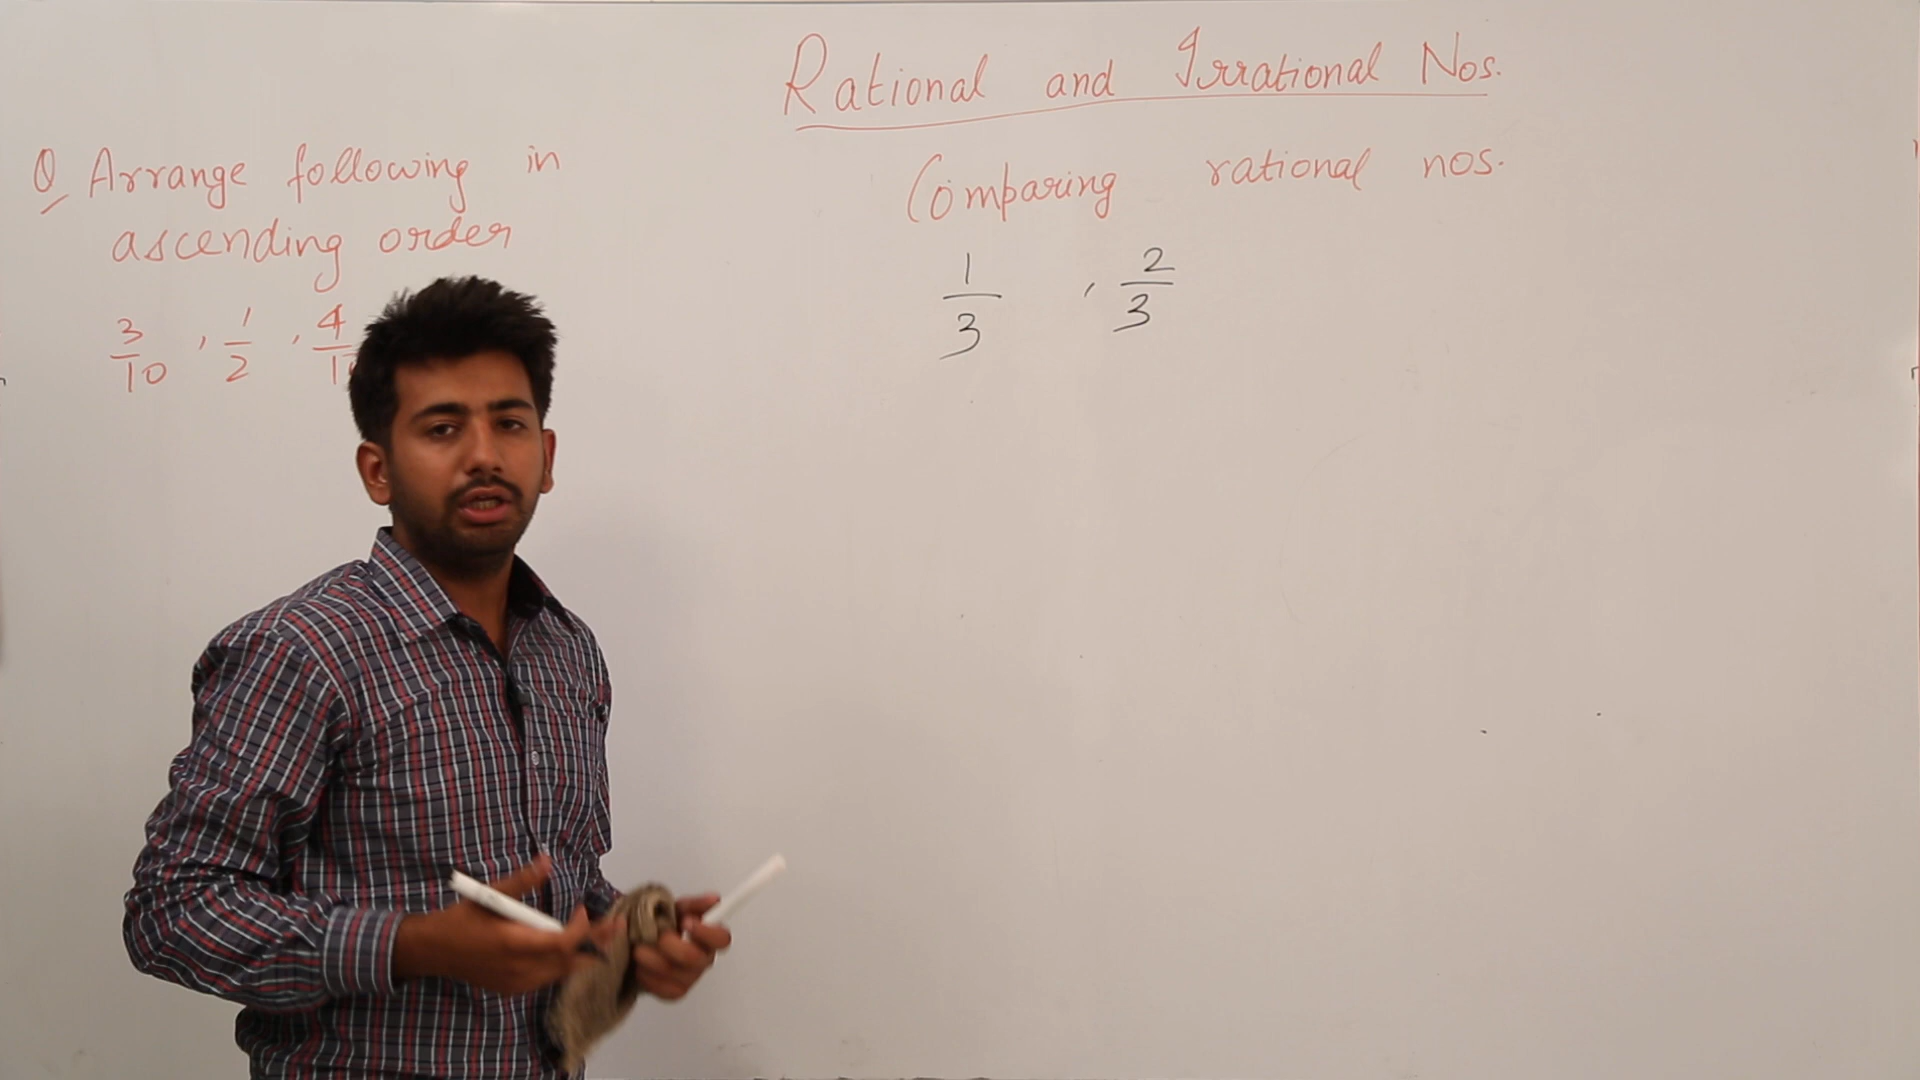 Rational and Irrational Nos.
Q Arrange following in
ascending order
3/10 , 1/2 , 4/
Comparing rational nos.
1/3 , 2/3